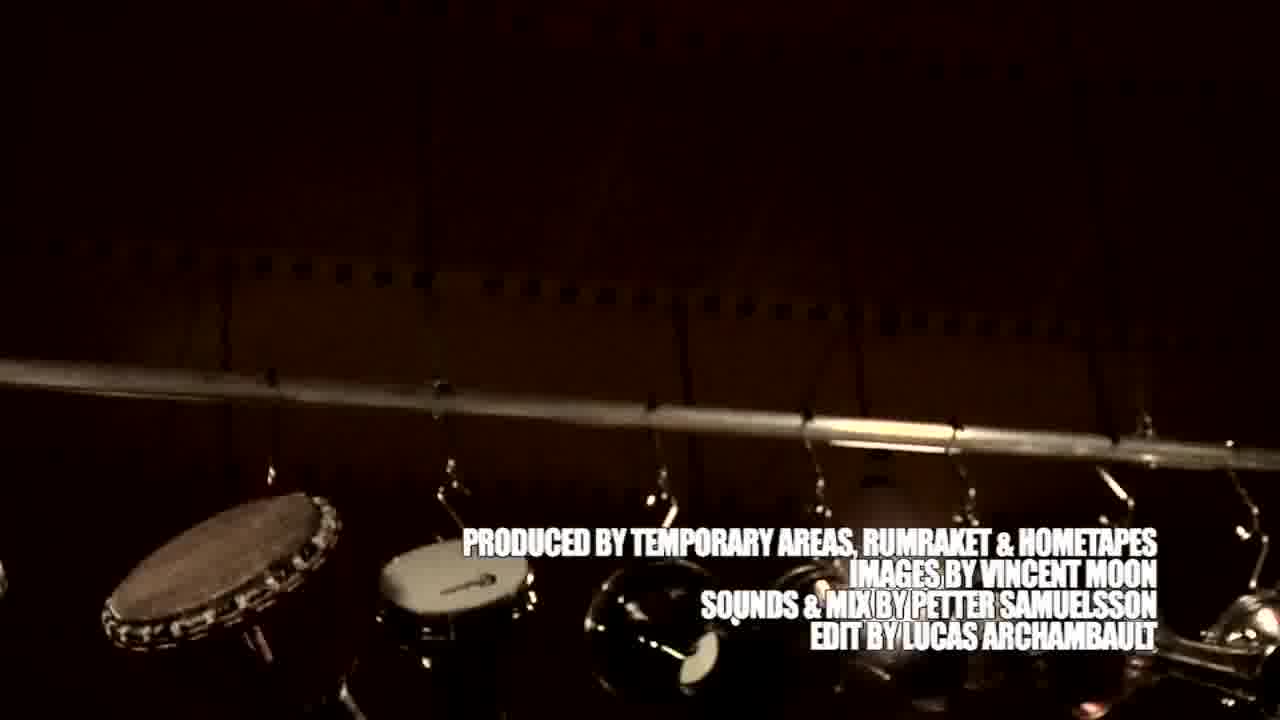 PRODUCED BY TEMPORARY AREAS, RUMRAKET & HOMETAPES
IMAGES BY VINCENT MOON
SOUNDS & MIX BY PETTER SAMUELSSON
EDIT BY LUCAS ARCHAMBAULT